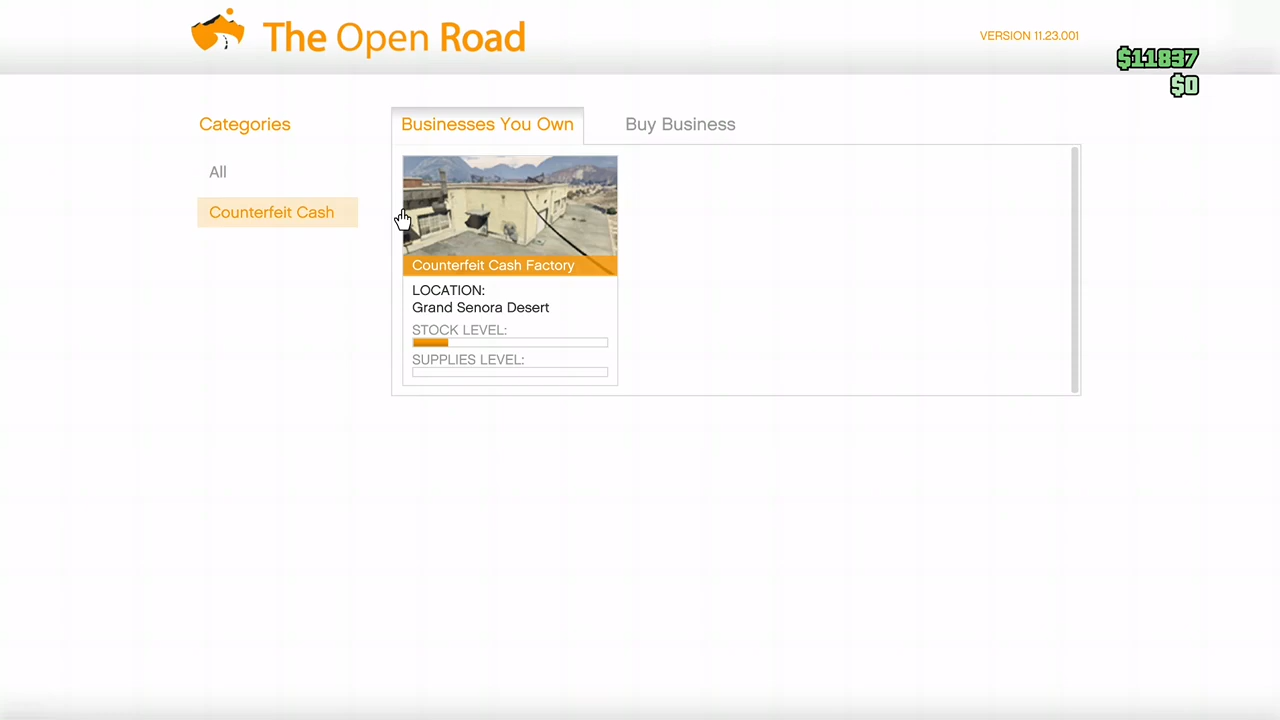 The Open Road
VERSION 11.23.001
$11837
$0
Categories
All
Counterfeit Cash
Businesses You Own
Buy Business
Counterfeit Cash Factory
LOCATION:
Grand Senora Desert
STOCK LEVEL:
SUPPLIES LEVEL: